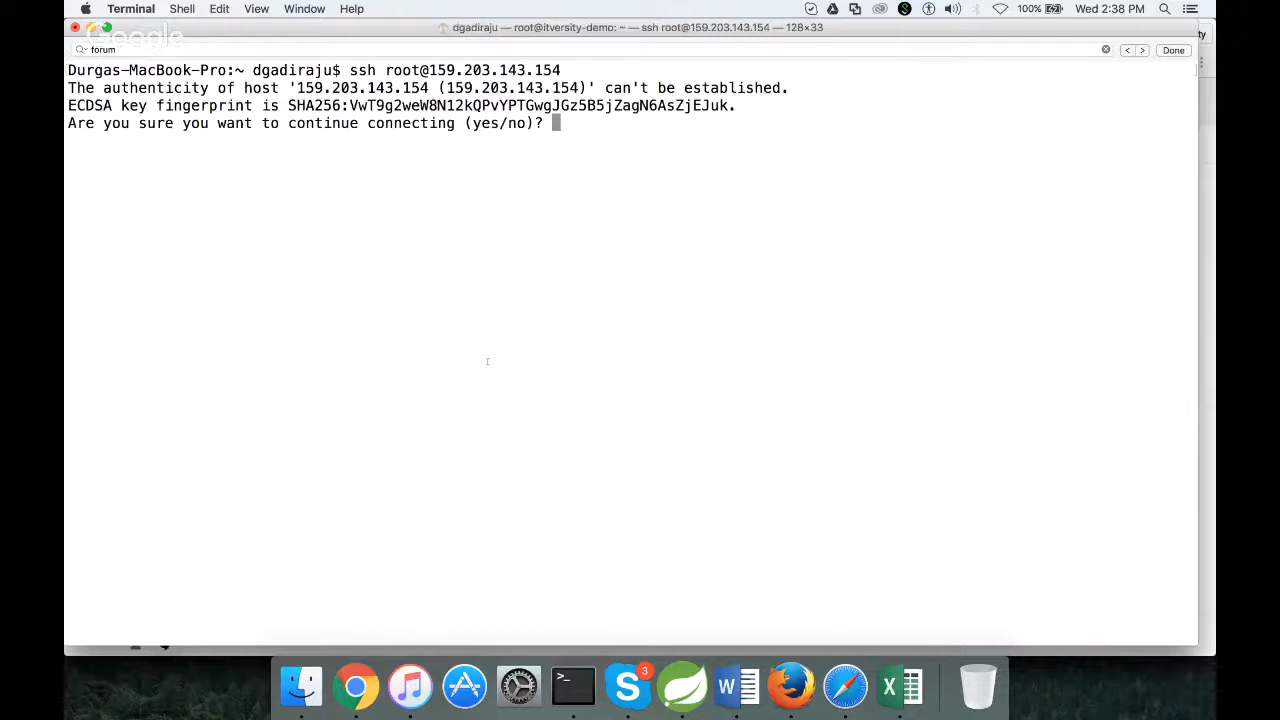 Terminal Shell Edit View Window Help 100% Wed 2:38 PM
Google
dgadiraju — root@itversity-demo: ~ — ssh root@159.203.143.154 — 128×33
ty
forum
< > Done
Durgas-MacBook-Pro:~ dgadiraju$ ssh root@159.203.143.154
The authenticity of host '159.203.143.154 (159.203.143.154)' can't be established.
ECDSA key fingerprint is SHA256:VwT9g2weW8N12kQPvYPTGwgJGz5B5jZagN6AsZjEJuk.
Are you sure you want to continue connecting (yes/no)?
3